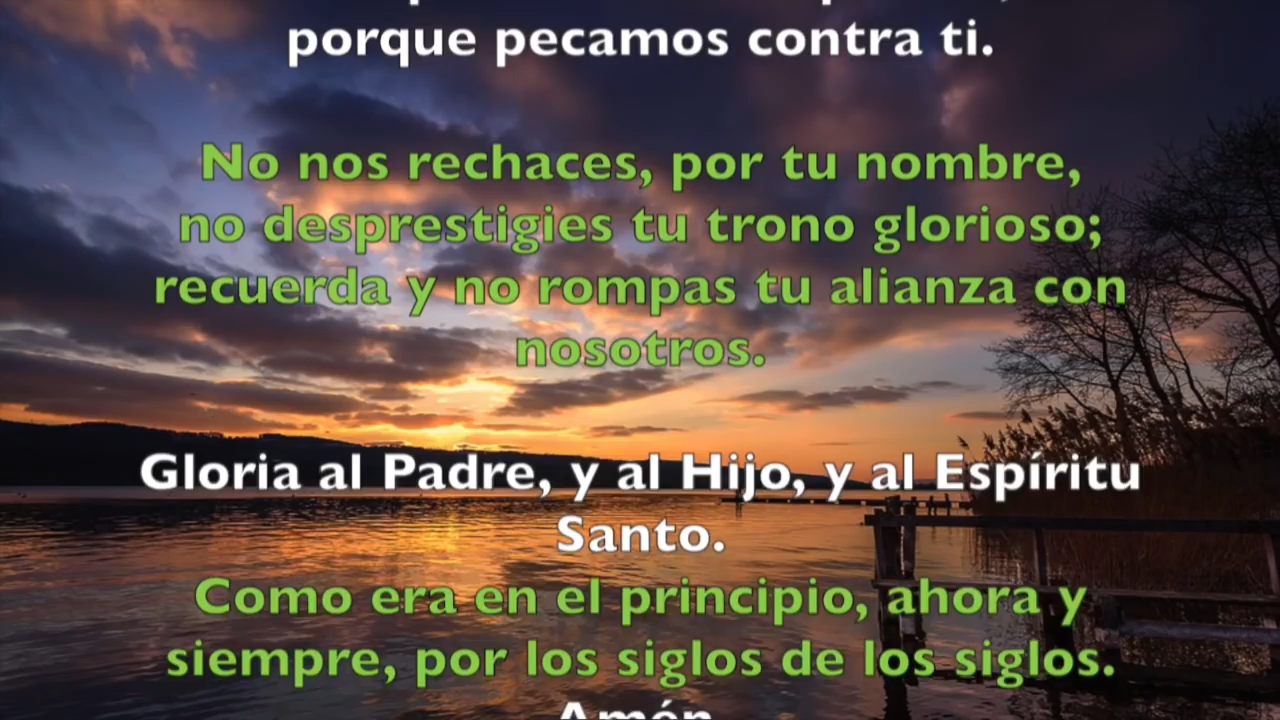 porque pecamos contra ti.
No nos rechaces, por tu nombre,
no desprestigies tu trono glorioso;
recuerda y no rompas tu alianza con
nosotros.
Gloria al Padre, y al Hijo, y al Espíritu
Santo.
Como era en el principio, ahora y
siempre, por los siglos de los siglos.
Amén